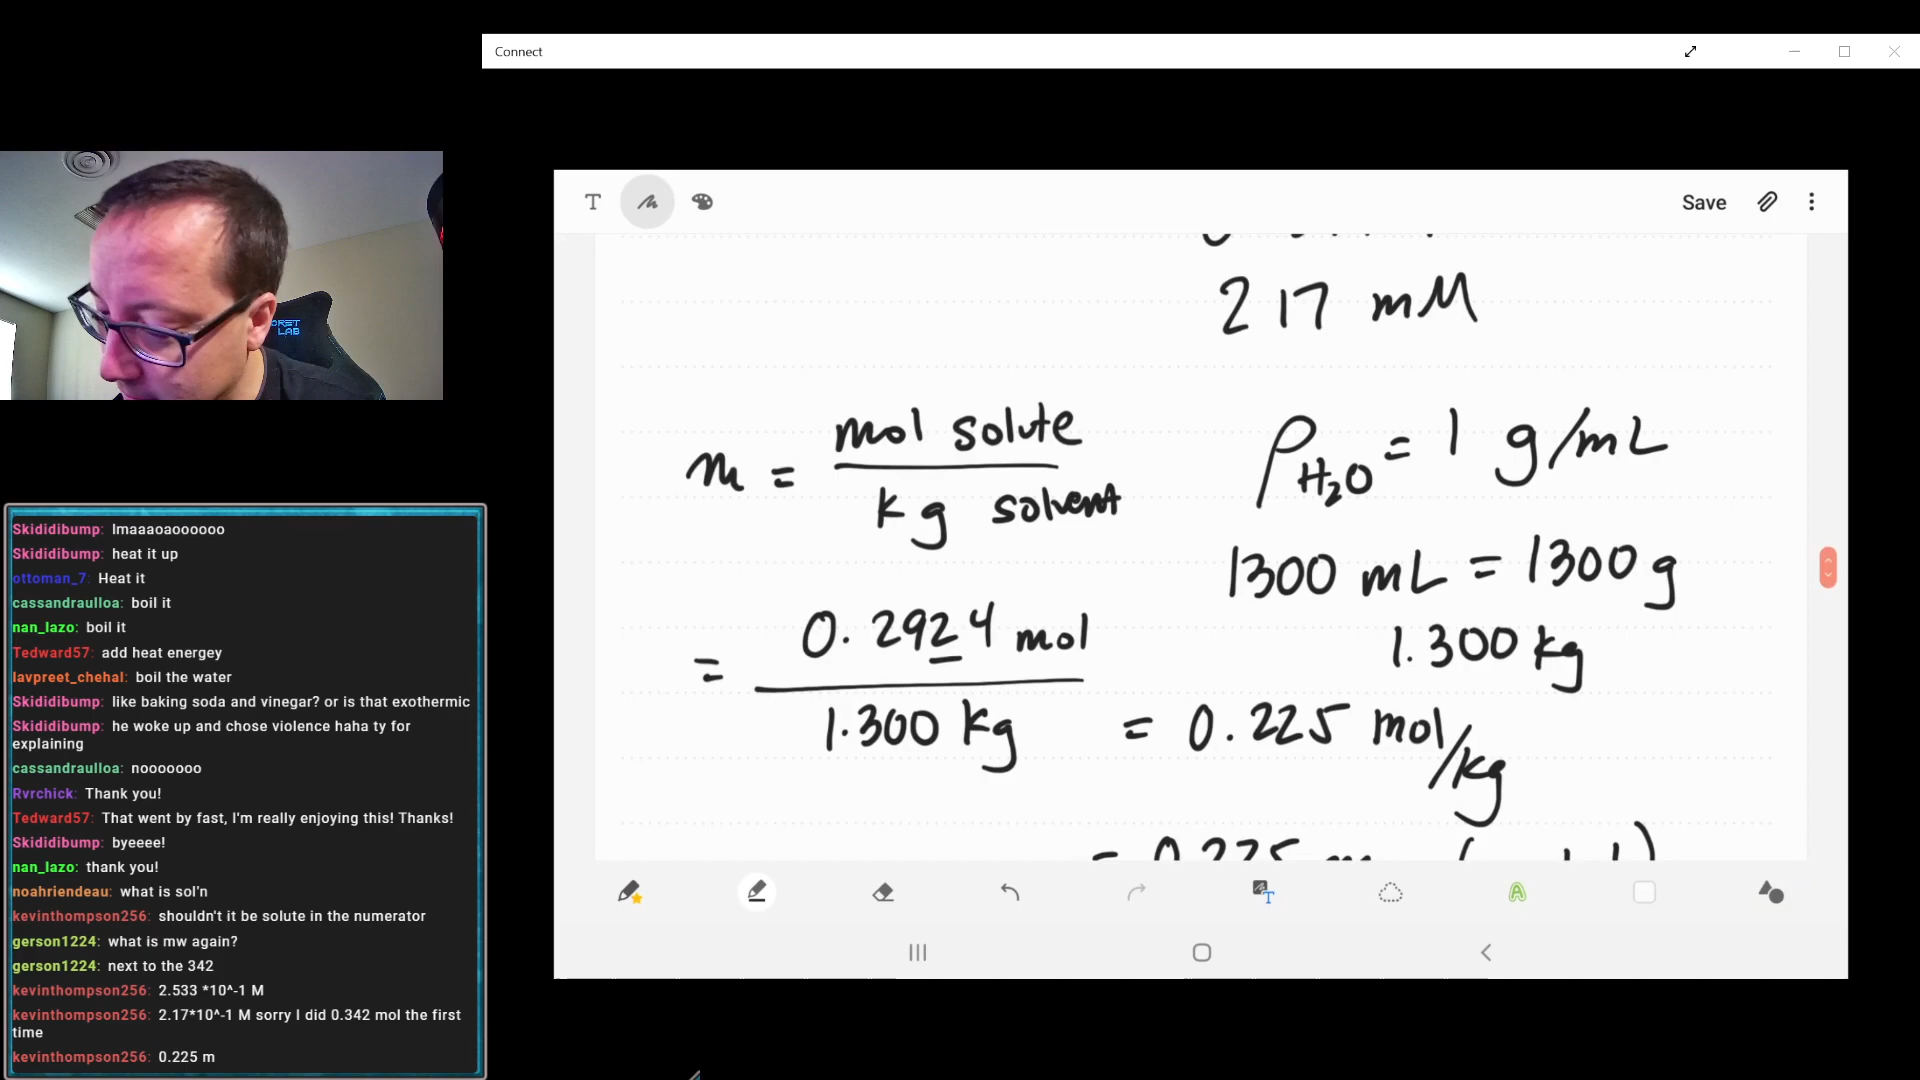 Connect
T
Save
217 mM
m = mol solute / kg solvent
ρH₂O = 1 g/mL
1300 mL = 1300 g
1.300 kg
= 0.2924 mol / 1.300 kg = 0.225 mol/kg
= 0.225 m
LAB
Skididibump: lmaaaoaoooooo
Skididibump: heat it up
ottoman_7: Heat it
cassandraulloa: boil it
nan_lazo: boil it
Tedward57: add heat energey
lavpreet_chehal: boil the water
Skididibump: like baking soda and vinegar? or is that exothermic
Skididibump: he woke up and chose violence haha ty for
explaining
cassandraulloa: nooooooo
Rvrchick: Thank you!
Tedward57: That went by fast, I'm really enjoying this! Thanks!
Skididibump: byeeee!
nan_lazo: thank you!
noahriendeau: what is sol'n
kevinthompson256: shouldn't it be solute in the numerator
gerson1224: what is mw again?
gerson1224: next to the 342
kevinthompson256: 2.533 *10^-1 M
kevinthompson256: 2.17*10^-1 M sorry I did 0.342 mol the first
time
kevinthompson256: 0.225 m